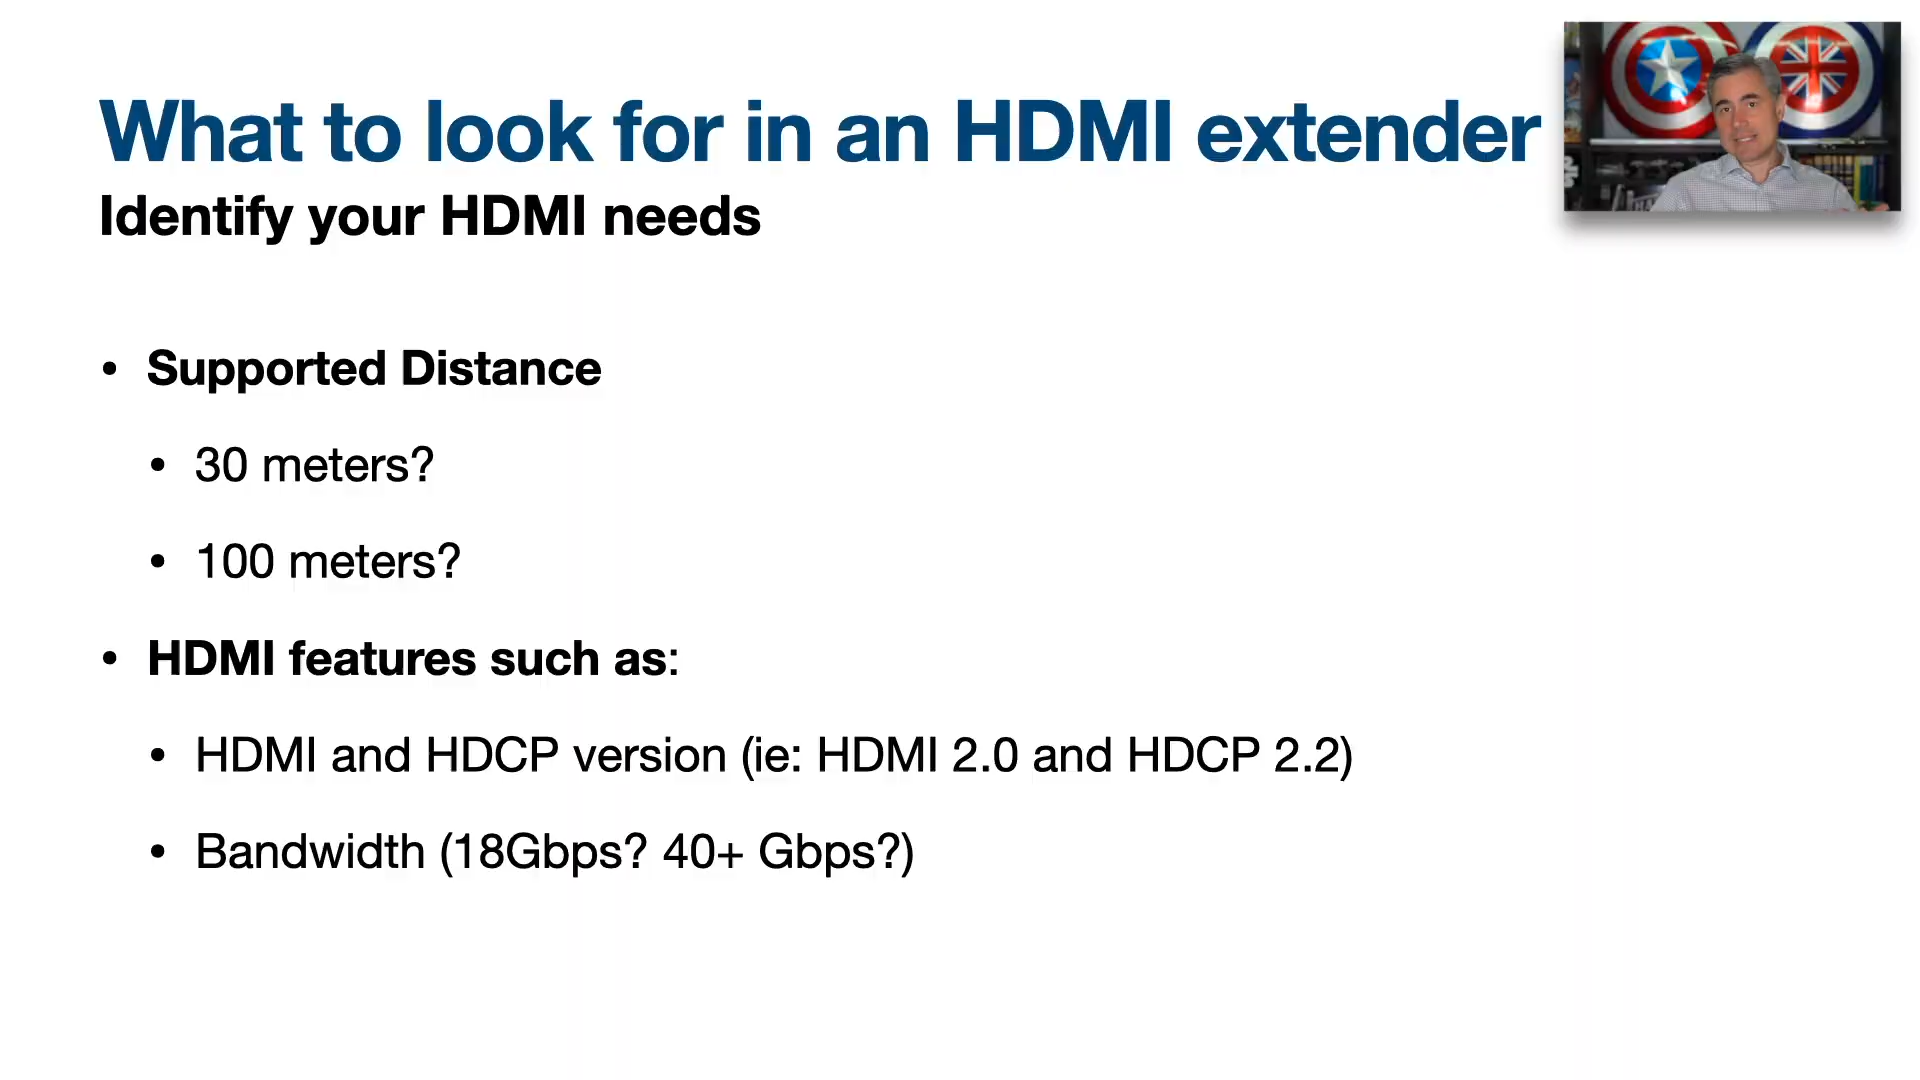 What to look for in an HDMI extender
Identify your HDMI needs
• Supported Distance
• 30 meters?
• 100 meters?
• HDMI features such as:
• HDMI and HDCP version (ie: HDMI 2.0 and HDCP 2.2)
• Bandwidth (18Gbps? 40+ Gbps?)